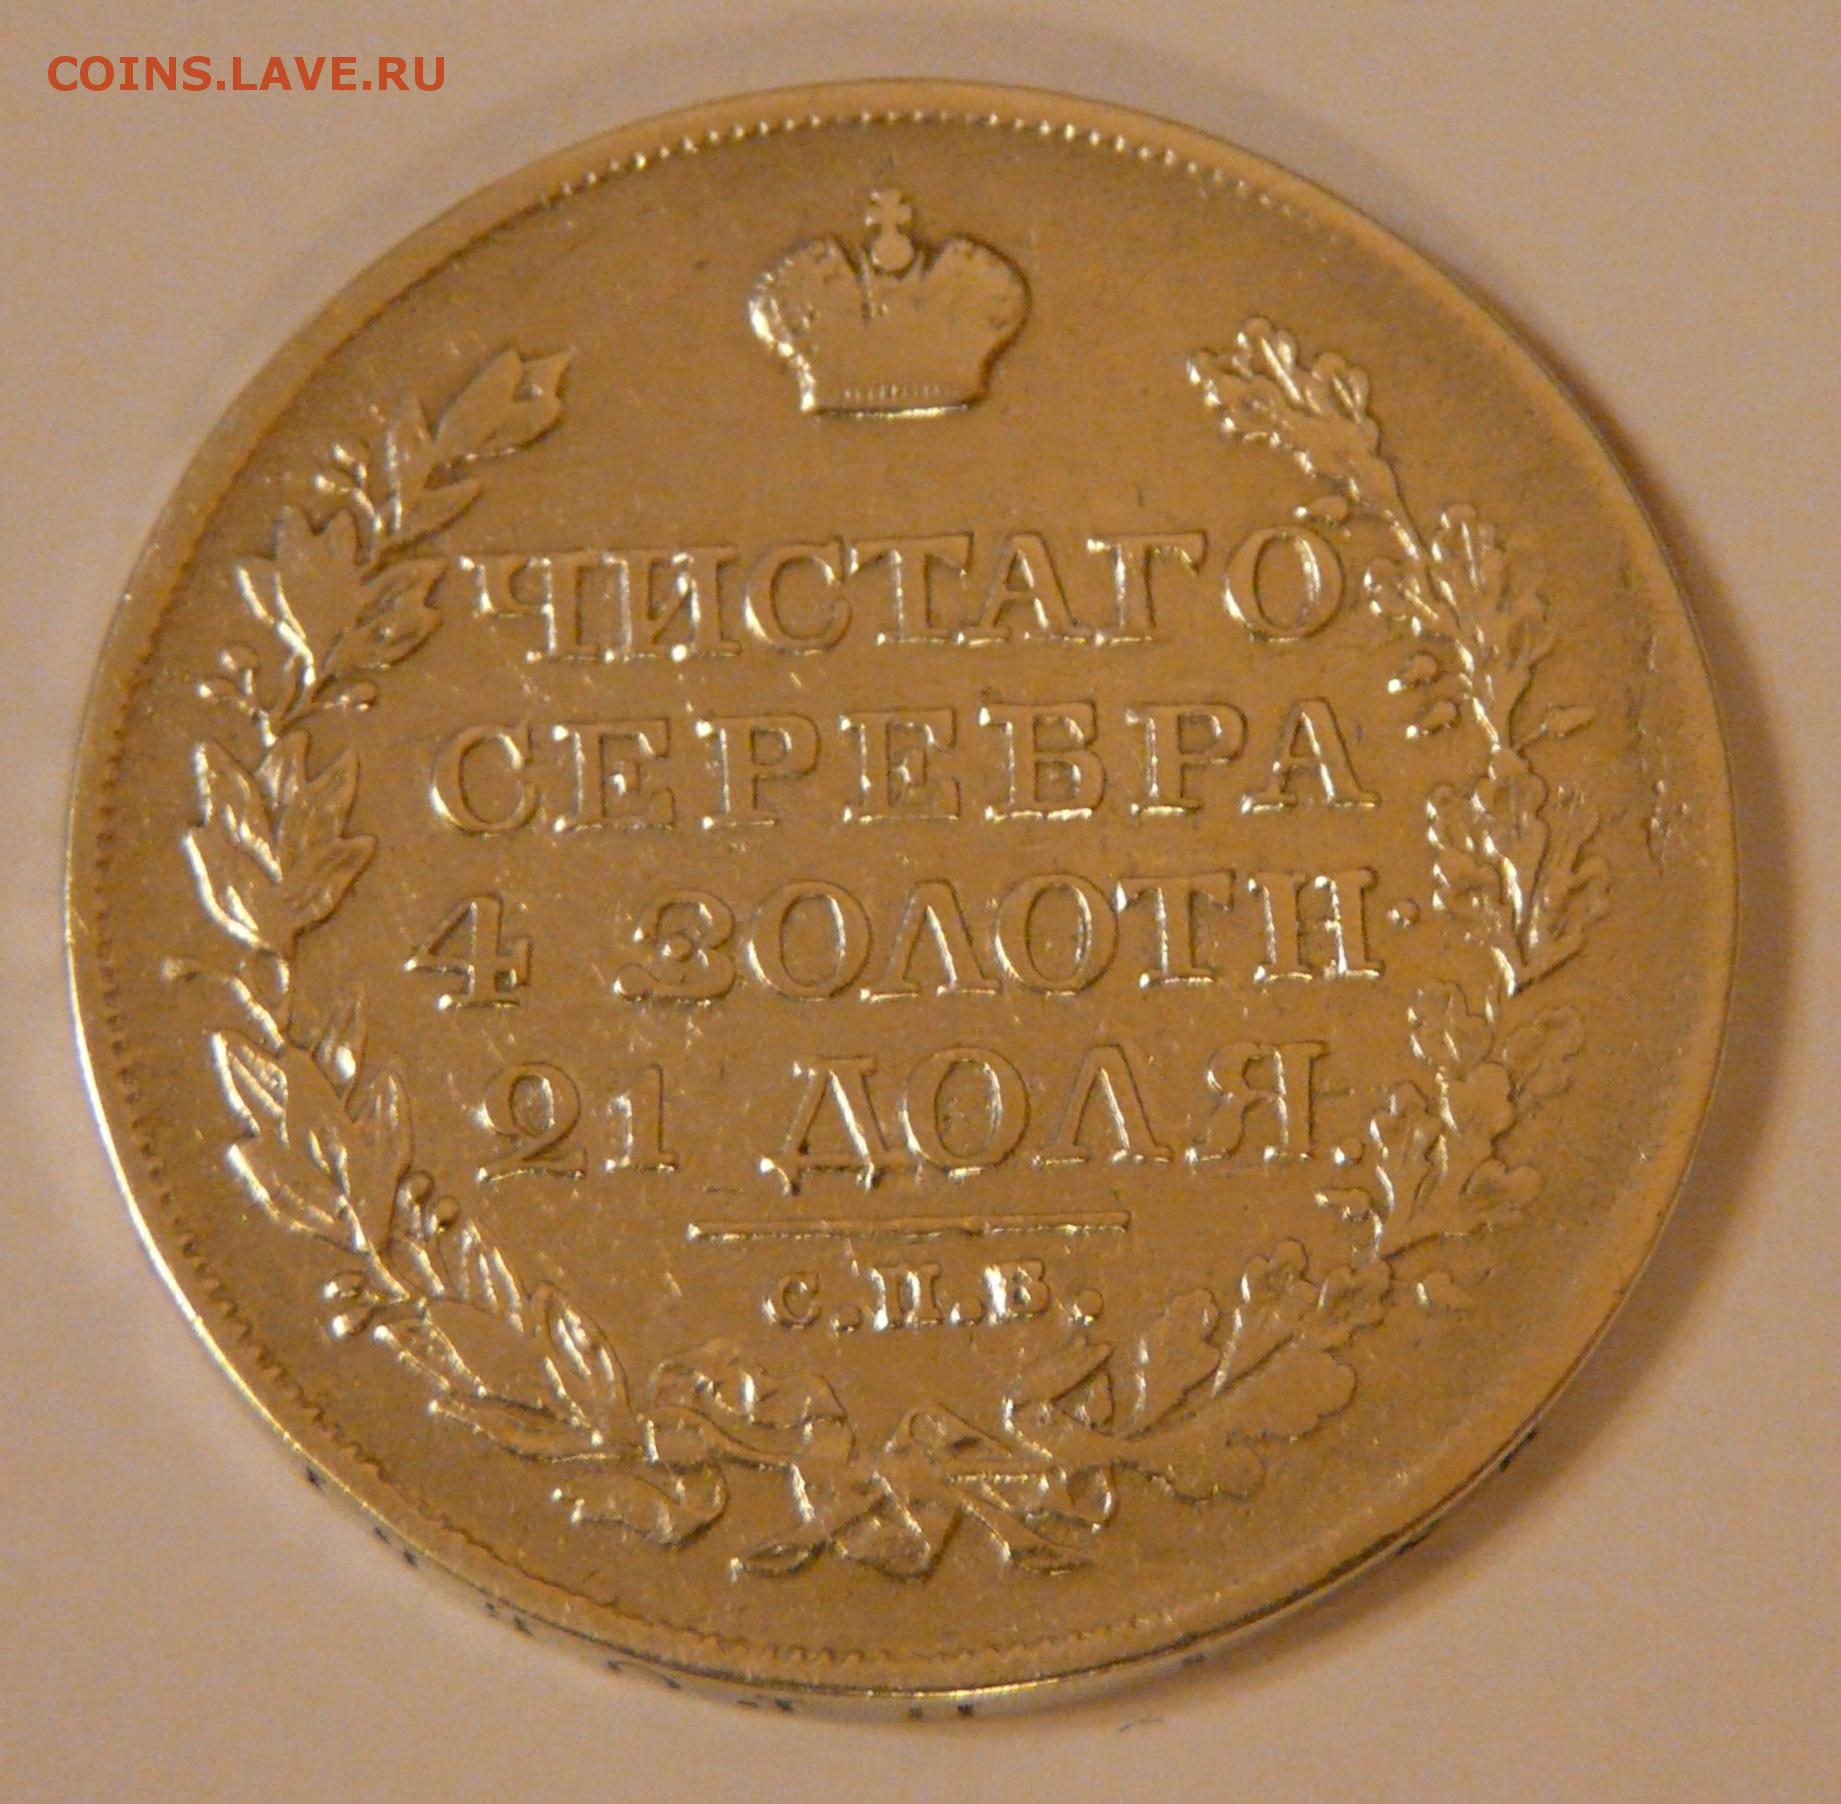 COINS.LAVE.RU
ЧИСТАГО
СЕРЕБРА
4 ЗОЛОТН·
21 ДОЛЯ.
С.П.Б.